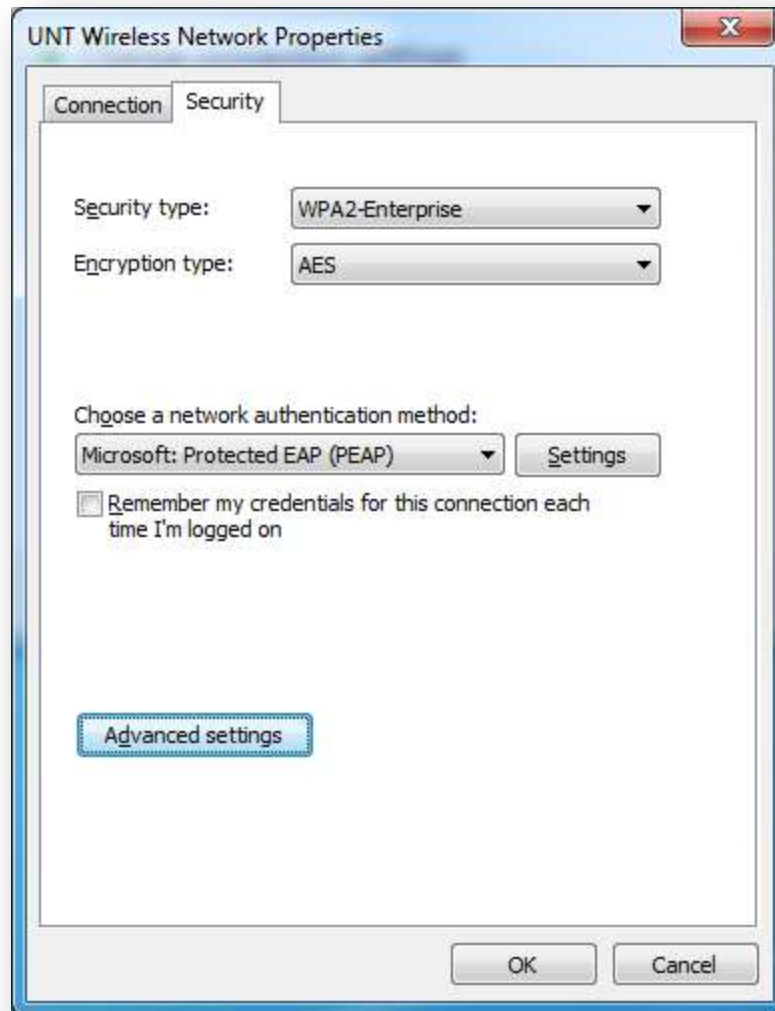 UNT Wireless Network Properties
Connection
Security
Security type:
WPA2-Enterprise
Encryption type:
AES
Choose a network authentication method:
Microsoft: Protected EAP (PEAP)
Settings
Remember my credentials for this connection each
time I'm logged on
Advanced settings
OK
Cancel